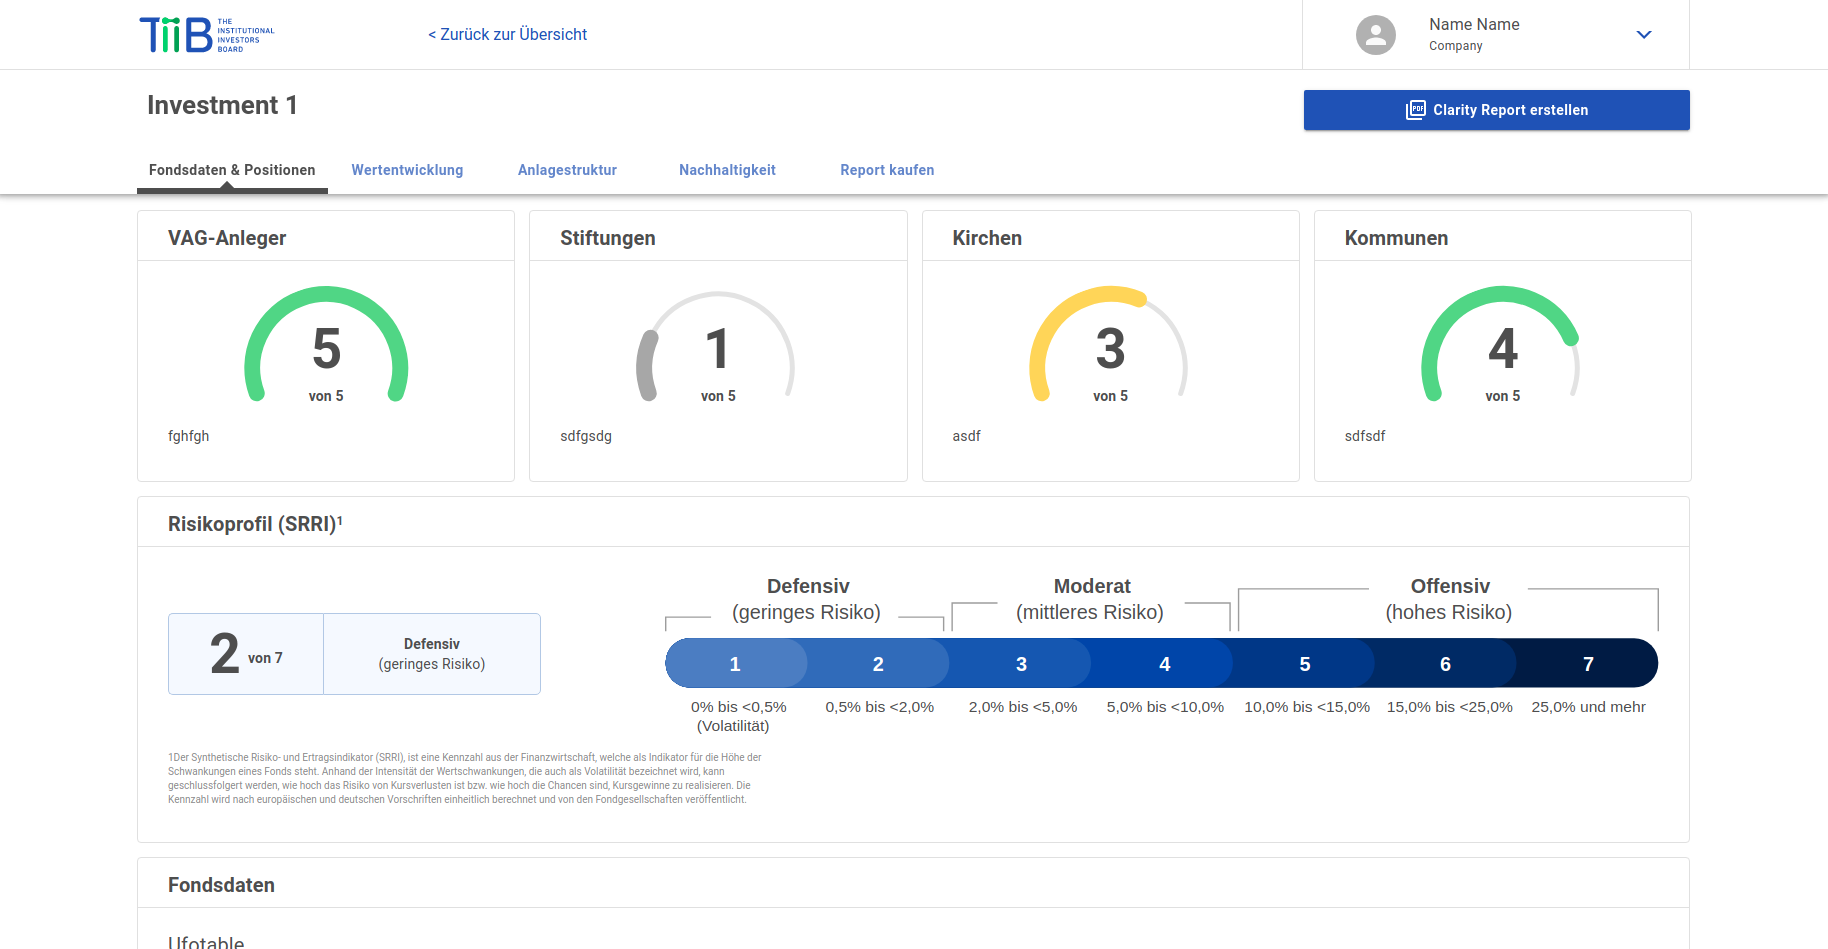 TiiB THE
INSTITUTIONAL
INVESTORS
BOARD
< Zurück zur Übersicht
Name Name
Company
Investment 1
PDF Clarity Report erstellen
Fondsdaten & Positionen Wertentwicklung Anlagestruktur Nachhaltigkeit Report kaufen
VAG-Anleger
5
von 5
fghfgh
Stiftungen
1
von 5
sdfgsdg
Kirchen
3
von 5
asdf
Kommunen
4
von 5
sdfsdf
Risikoprofil (SRRI)¹
2 von 7
Defensiv
(geringes Risiko)
Defensiv
(geringes Risiko)
Moderat
(mittleres Risiko)
Offensiv
(hohes Risiko)
1 2 3 4 5 6 7
0% bis <0,5% 0,5% bis <2,0% 2,0% bis <5,0% 5,0% bis <10,0% 10,0% bis <15,0% 15,0% bis <25,0% 25,0% und mehr
(Volatilität)
1Der Synthetische Risiko- und Ertragsindikator (SRRI), ist eine Kennzahl aus der Finanzwirtschaft, welche als Indikator für die Höhe der
Schwankungen eines Fonds steht. Anhand der Intensität der Wertschwankungen, die auch als Volatilität bezeichnet wird, kann
geschlussfolgert werden, wie hoch das Risiko von Kursverlusten ist bzw. wie hoch die Chancen sind, Kursgewinne zu realisieren. Die
Kennzahl wird nach europäischen und deutschen Vorschriften einheitlich berechnet und von den Fondgesellschaften veröffentlicht.
Fondsdaten
Ufotable